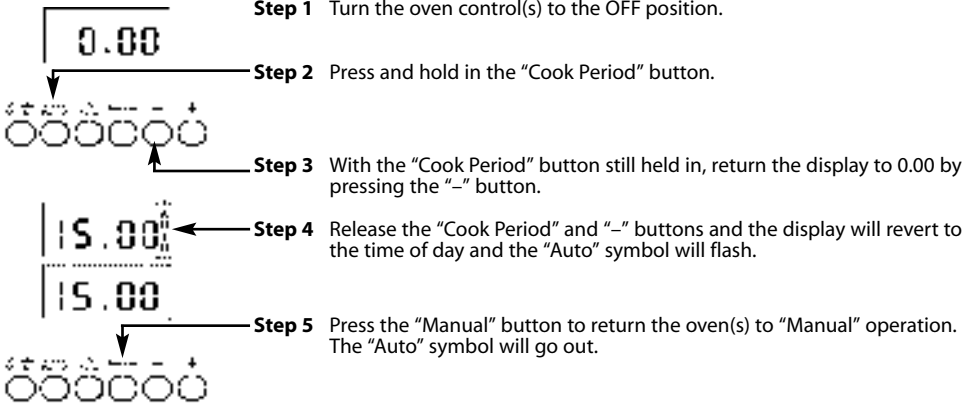 Step 1 Turn the oven control(s) to the OFF position.
0.00
Step 2 Press and hold in the “Cook Period” button.
– +
Step 3 With the “Cook Period” button still held in, return the display to 0.00 by
pressing the “–” button.
15.00
Step 4 Release the “Cook Period” and “–” buttons and the display will revert to
the time of day and the “Auto” symbol will flash.
15.00
Step 5 Press the “Manual” button to return the oven(s) to “Manual” operation.
The “Auto” symbol will go out.
– +